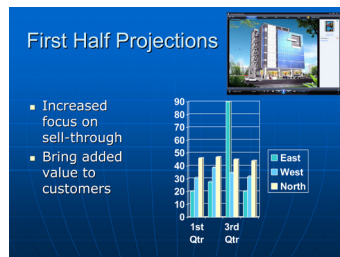 First Half Projections
Increased
focus on
sell-through
Bring added
value to
customers
90
80
70
60
50
40
30
20
10
0
1st
Qtr
3rd
Qtr
East
West
North